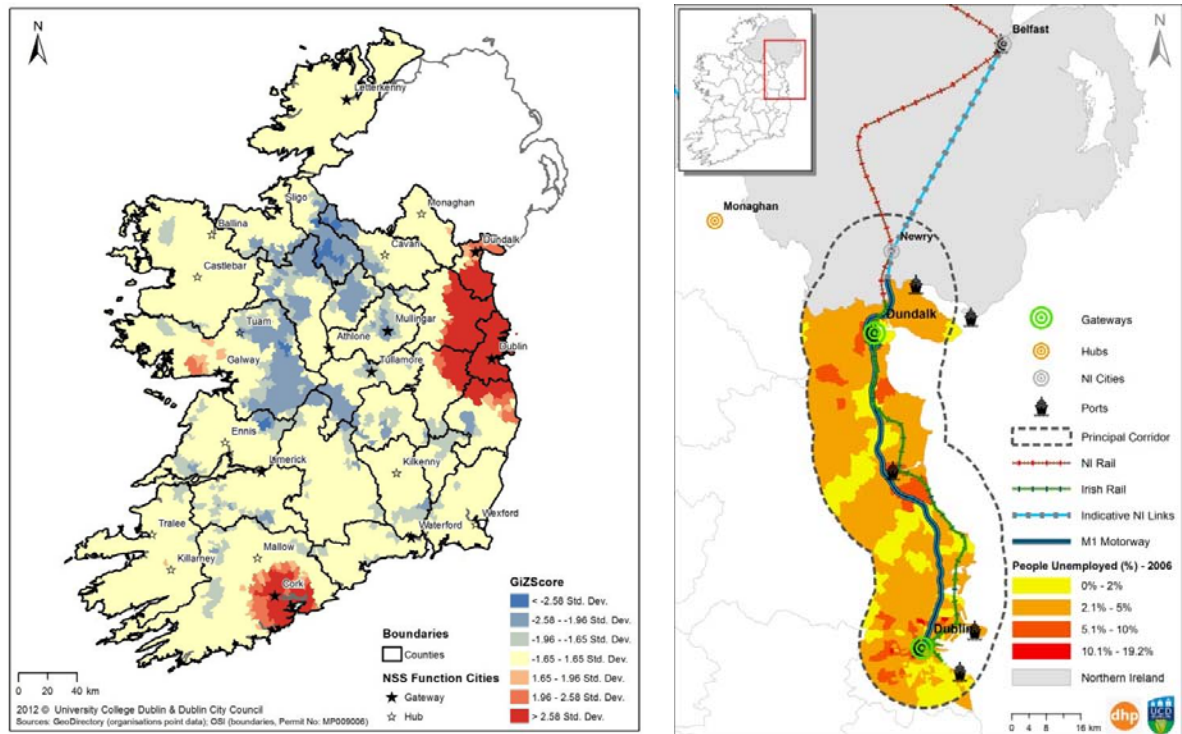 N
Letterkenny
Sligo
Ballina
Monaghan
Cavan
Dundalk
Castlebar
Tuam
Mullingar
Athlone
Dublin
Galway
Tullamore
Ennis
Limerick
Kilkenny
Wexford
Tralee
Waterford
Killarney
Mallow
Cork
GiZScore
< -2.58 Std. Dev.
-2.58 - -1.96 Std. Dev.
-1.96 - -1.65 Std. Dev.
-1.65 - 1.65 Std. Dev.
1.65 - 1.96 Std. Dev.
1.96 - 2.58 Std. Dev.
> 2.58 Std. Dev.
Boundaries
Counties
NSS Function Cities
Gateway
Hub
0 20 40 km
2012 © University College Dublin & Dublin City Council
Sources: GeoDirectory (organisations point data); OSI (boundaries, Permit No: MP009006)
N
Belfast
Monaghan
Newry
Dundalk
Dublin
Gateways
Hubs
NI Cities
Ports
Principal Corridor
NI Rail
Irish Rail
Indicative NI Links
M1 Motorway
People Unemployed (%) - 2006
0% - 2%
2.1% - 5%
5.1% - 10%
10.1% - 19.2%
Northern Ireland
0 4 8 16 km
dhp
UCD